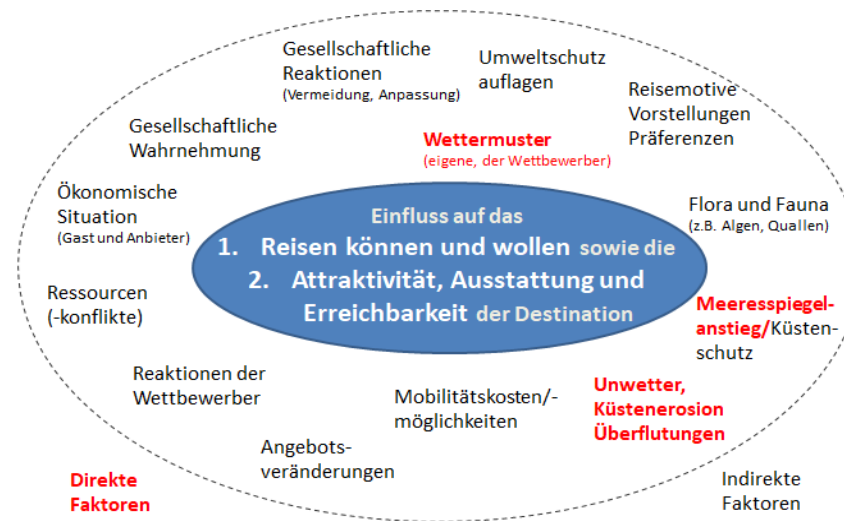 Gesellschaftliche
Reaktionen
(Vermeidung, Anpassung)
Umweltschutz
auflagen
Reisemotive
Vorstellungen
Präferenzen
Gesellschaftliche
Wahrnehmung
Wettermuster
(eigene, der Wettbewerber)
Ökonomische
Situation
(Gast und Anbieter)
Flora und Fauna
(z.B. Algen, Quallen)
Einfluss auf das
1. Reisen können und wollen sowie die
2. Attraktivität, Ausstattung und
Erreichbarkeit der Destination
Ressourcen
(-konflikte)
Meeresspiegel-
anstieg/Küsten-
schutz
Reaktionen der
Wettbewerber
Mobilitätskosten/-
möglichkeiten
Unwetter,
Küstenerosion
Überflutungen
Angebots-
veränderungen
Direkte
Faktoren
Indirekte
Faktoren